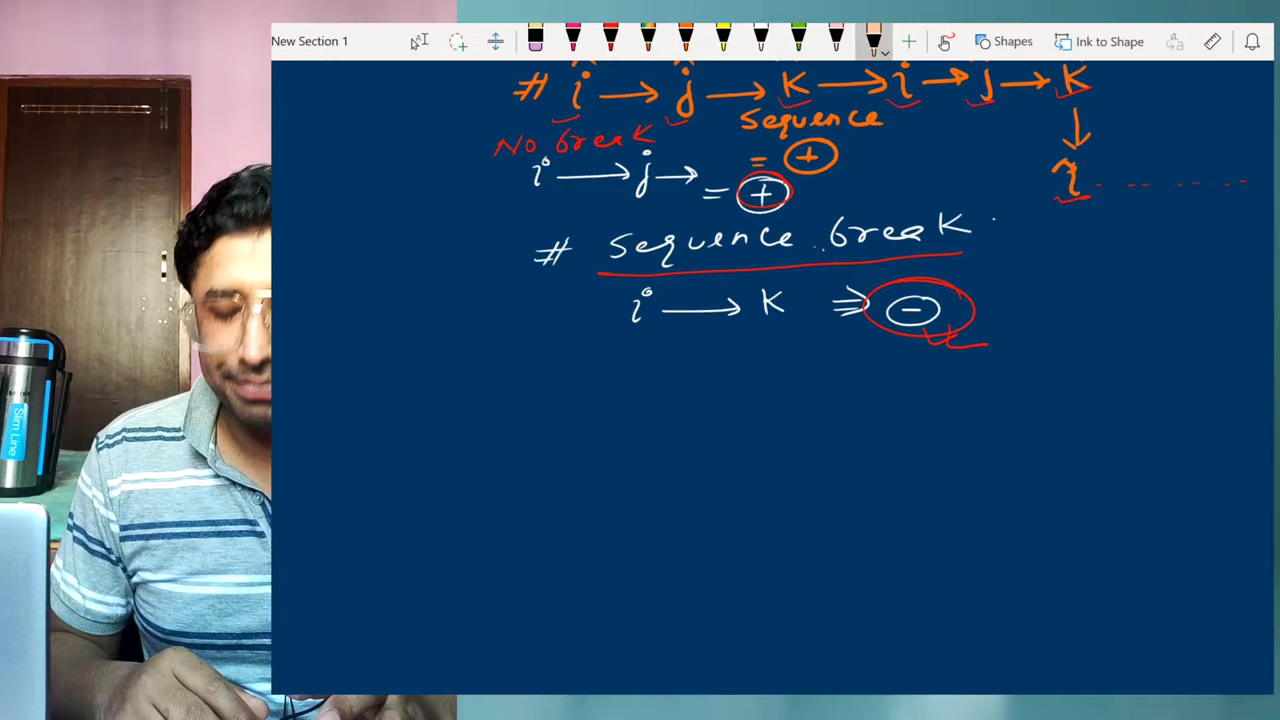 New Section 1 Shapes Ink to Shape
# i → j → K → i → j → K
No break Sequence ↓
= +
i → j → = + i - - - - -
# Sequence break
i → K ⇒ -
Slim Line